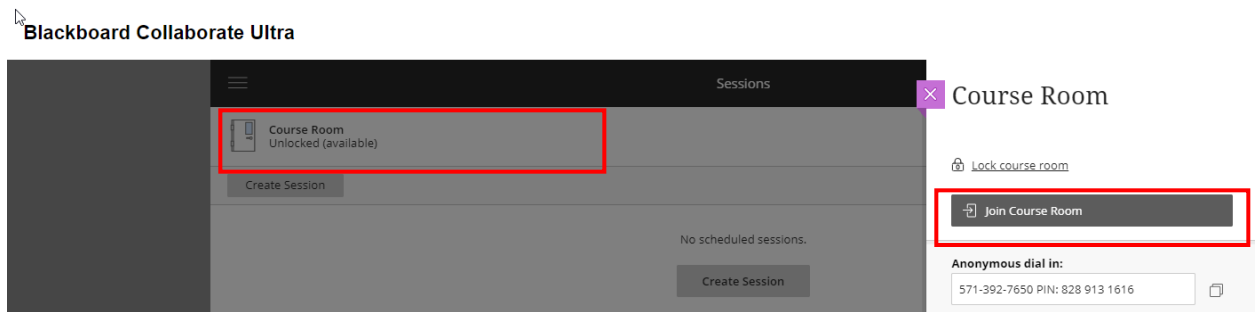 Blackboard Collaborate Ultra
Sessions
Course Room
Unlocked (available)
Create Session
No scheduled sessions.
Create Session
Course Room
Lock course room
Join Course Room
Anonymous dial in:
571-392-7650 PIN: 828 913 1616